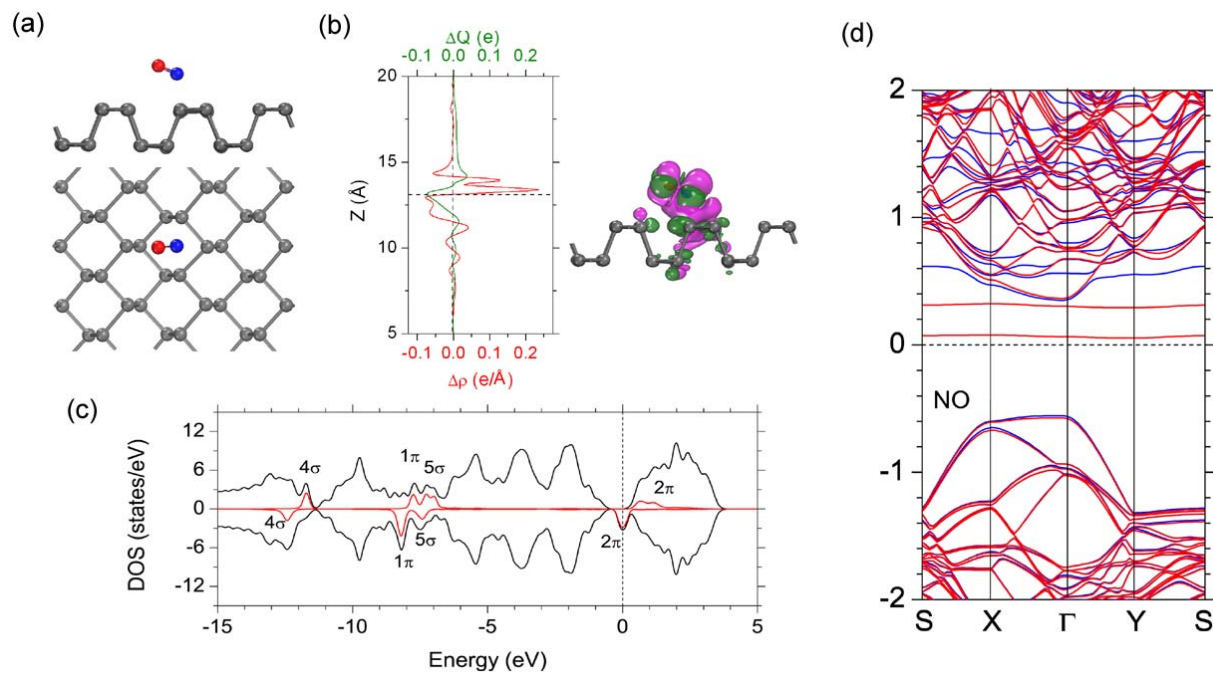 (a)
(b)
ΔQ (e)
-0.1 0.0 0.1 0.2
20
15
10
5
Z (Å)
-0.1 0.0 0.1 0.2
Δρ (e/Å)
(c)
12
6
0
-6
-12
DOS (states/eV)
4σ
1π
5σ
2π
4σ
1π
5σ
2π
-15 -10 -5 0 5
Energy (eV)
(d)
2
1
0
-1
-2
NO
S X Γ Y S